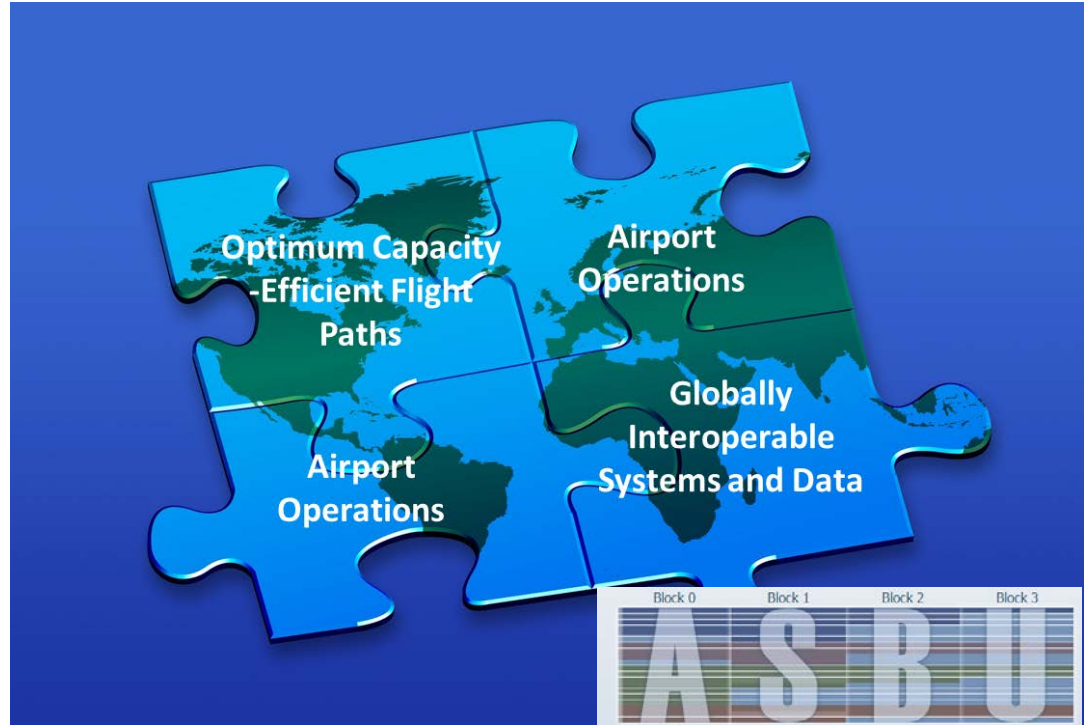 Optimum Capacity
-Efficient Flight
Paths
Airport
Operations
Airport
Operations
Globally
Interoperable
Systems and Data
Block 0 Block 1 Block 2 Block 3
ASBU